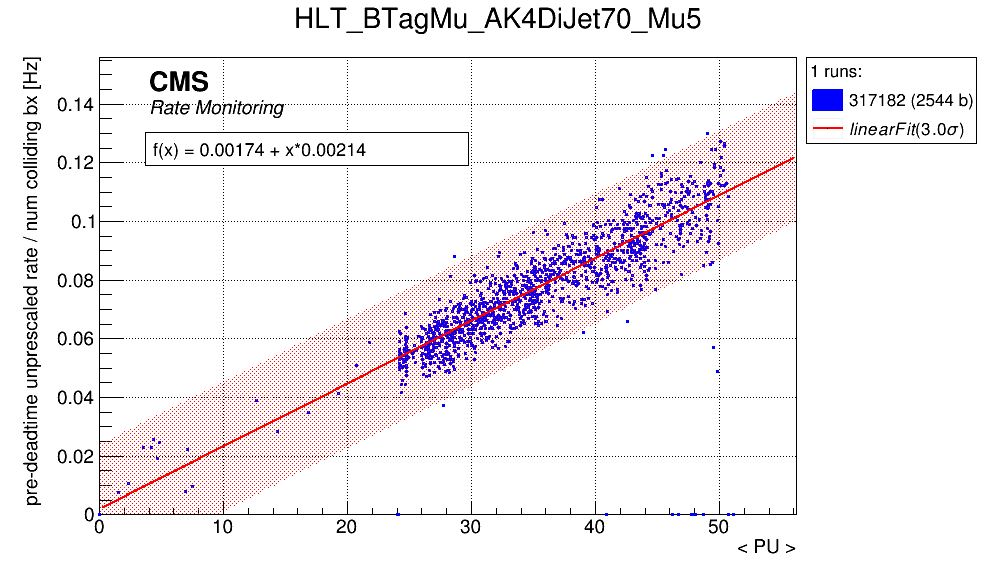 HLT_BTagMu_AK4DiJet70_Mu5
pre-deadtime unprescaled rate / num colliding bx [Hz]
CMS
Rate Monitoring
f(x) = 0.00174 + x*0.00214
1 runs:
317182 (2544 b)
linearFit(3.0σ)
0.14
0.12
0.1
0.08
0.06
0.04
0.02
0
0 10 20 30 40 50
< PU >